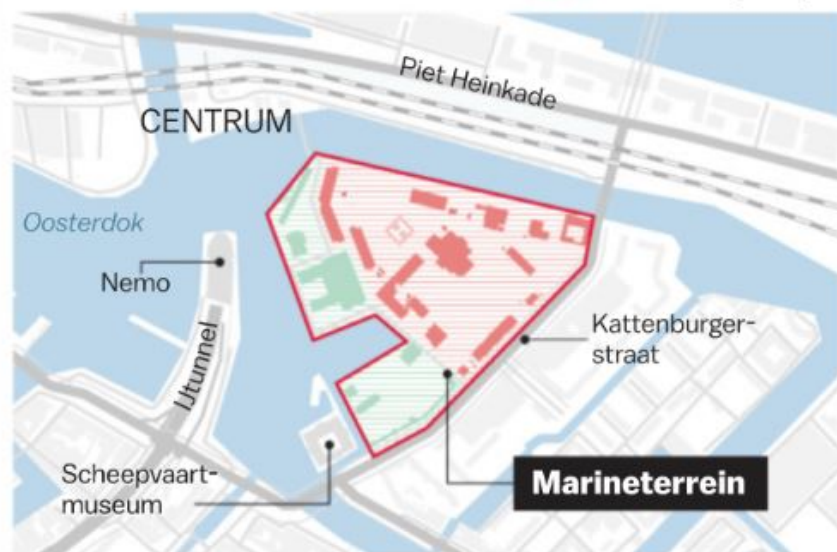 Piet Heinkade
CENTRUM
Oosterdok
Nemo
IJtunnel
Kattenburger-
straat
Scheepvaart-
museum
Marineterrein